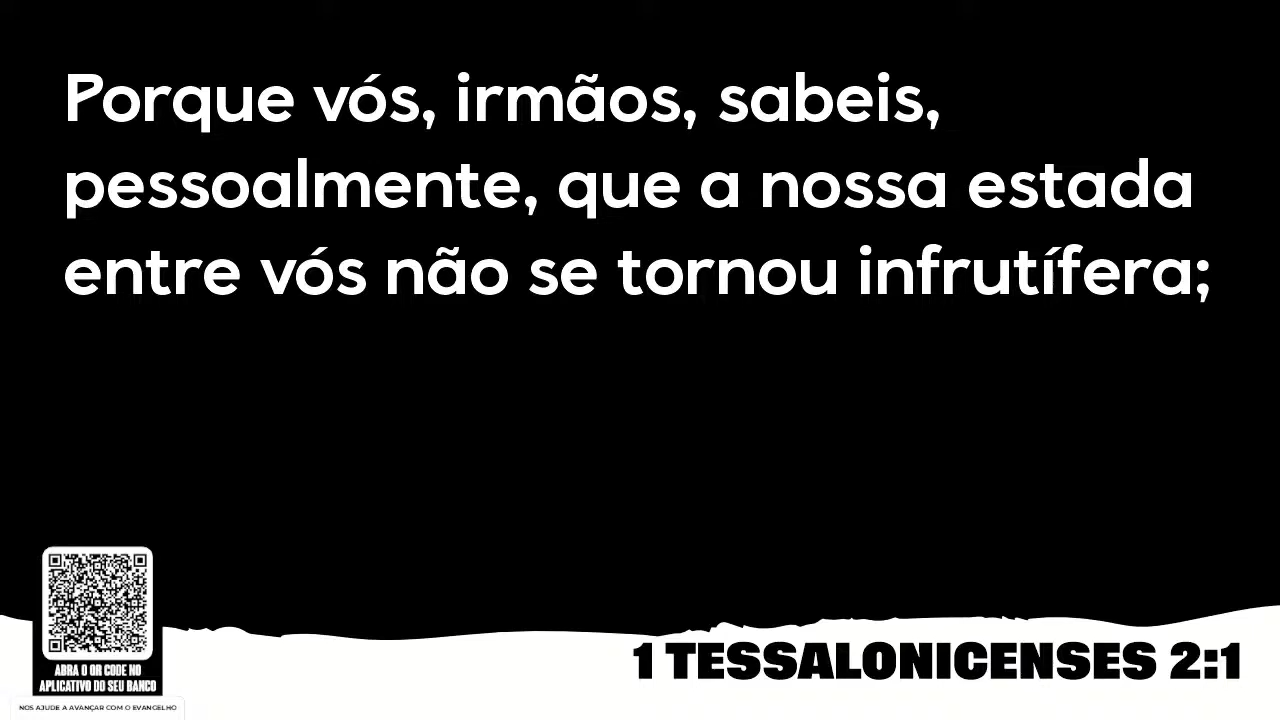 Porque vós, irmãos, sabeis,
pessoalmente, que a nossa estada
entre vós não se tornou infrutífera;
ABRA O QR CODE NO
APLICATIVO DO SEU BANCO
NOS AJUDE A AVANÇAR COM O EVANGELHO
1 TESSALONICENSES 2:1